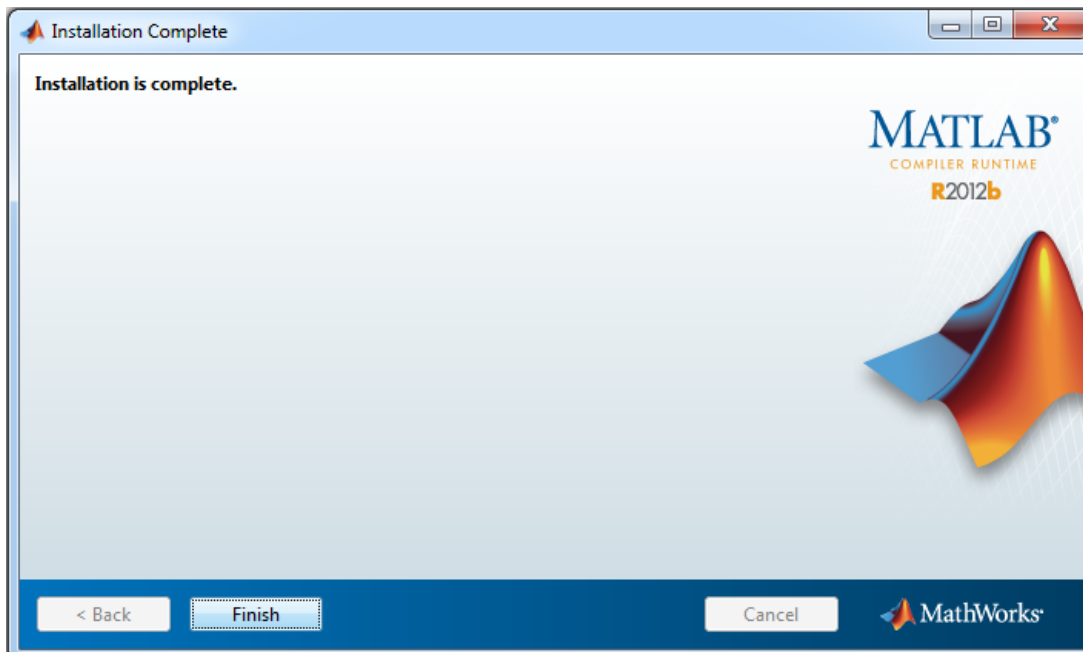 Installation Complete
Installation is complete.
MATLAB®
COMPILER RUNTIME
R2012b
< Back
Finish
Cancel
MathWorks®